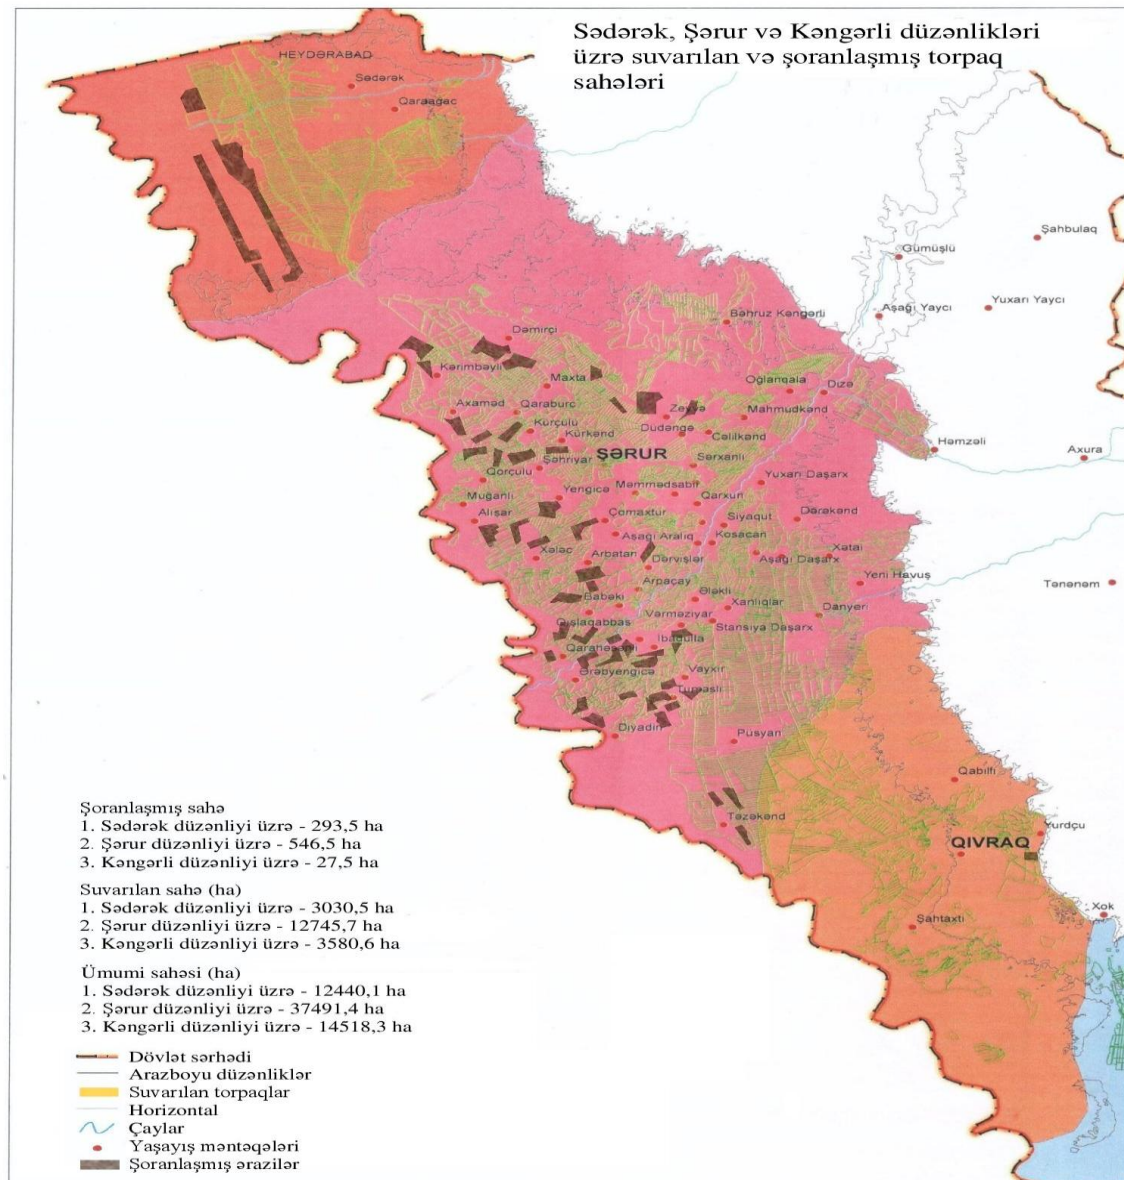 Sədərək, Şərur və Kəngərli düzənlikləri
üzrə suvarılan və şoranlaşmış torpaq
sahələri
HEYDƏRABAD
Sədərək
Qaraağac
Şahbulaq
Gümüşlü
Yuxarı Yaycı
Aşağı Yaycı
Bəhruz Kəngərli
Dəmirçi
Kərimbəyli
Maxta
Oğlanqala
Dizə
Axaməd
Qaraburc
Zeyvə
Mahmudkənd
Kürçülü
Kürkənd
Düdəngə
Cəlilkənd
Həmzəli
Axura
ŞƏRUR
Şəhriyar
Sərxanlı
Qorçulu
Yuxarı Daşarx
Muğanlı
Yengicə
Məmmədsabir
Qarxun
Alışar
Çomaxtur
Siyaqut
Dərəkənd
Aşağı Aralıq
Kosacan
Xələc
Arbatan
Dərvişlər
Aşağı Daşarx
Xətai
Arpaçay
Yeni Havuş
Tənənəm
Babəki
Ələkli
Xanlıqlar
Vərməziyar
Danyeri
Qışlaqabbas
Stansiya Daşarx
İbadulla
Qarahəsənli
Ərəbyengicə
Vayxır
Tumaslı
Diyadin
Püsyan
Qabıllı
Təzəkənd
Yurdçu
QIVRAQ
Xok
Şahtaxtı
Şoranlaşmış sahə
1. Sədərək düzənliyi üzrə - 293,5 ha
2. Şərur düzənliyi üzrə - 546,5 ha
3. Kəngərli düzənliyi üzrə - 27,5 ha
Suvarılan sahə (ha)
1. Sədərək düzənliyi üzrə - 3030,5 ha
2. Şərur düzənliyi üzrə - 12745,7 ha
3. Kəngərli düzənliyi üzrə - 3580,6 ha
Ümumi sahəsi (ha)
1. Sədərək düzənliyi üzrə - 12440,1 ha
2. Şərur düzənliyi üzrə - 37491,4 ha
3. Kəngərli düzənliyi üzrə - 14518,3 ha
Dövlət sərhədi
Arazboyu düzənliklər
Suvarılan torpaqlar
Horizontal
Çaylar
Yaşayış məntəqələri
Şoranlaşmış ərazilər